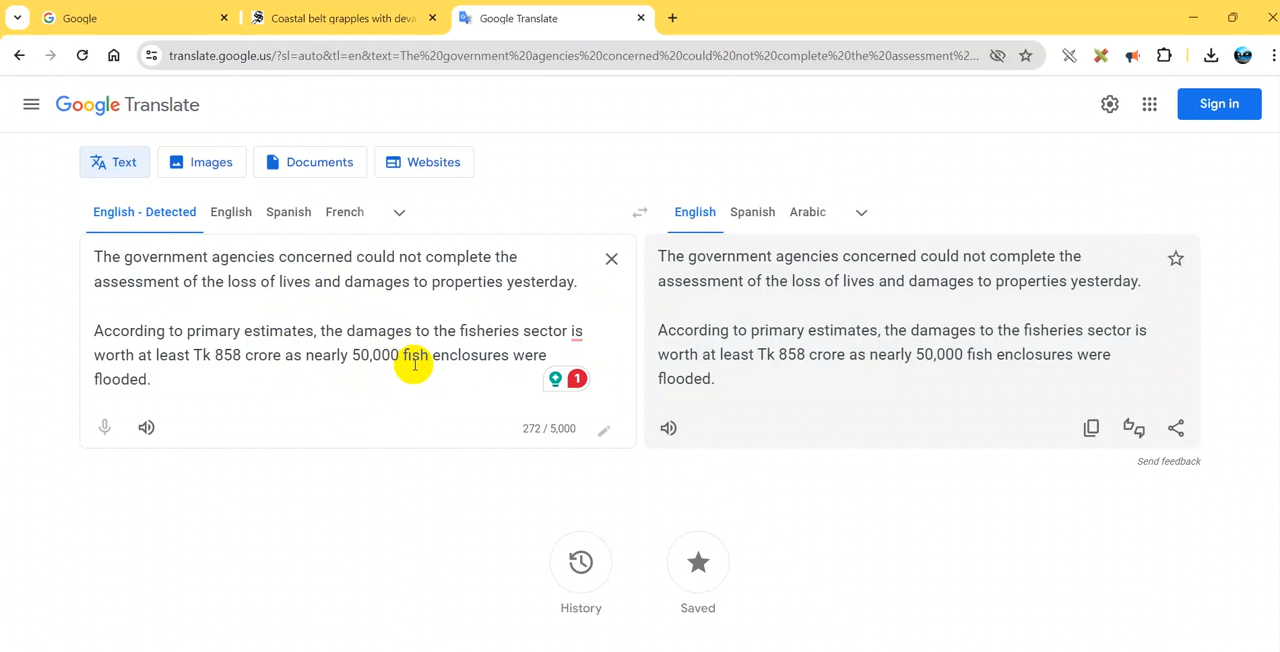 Google
Coastal belt grapples with deva
Google Translate
translate.google.us/?sl=auto&tl=en&text=The%20government%20agencies%20concerned%20could%20not%20complete%20the%20assessment%2...
Google Translate
Sign in
Text
Images
Documents
Websites
English - Detected
English
Spanish
French
English
Spanish
Arabic
The government agencies concerned could not complete the
assessment of the loss of lives and damages to properties yesterday.
According to primary estimates, the damages to the fisheries sector is
worth at least Tk 858 crore as nearly 50,000 fish enclosures were
flooded.
1
272 / 5,000
The government agencies concerned could not complete the
assessment of the loss of lives and damages to properties yesterday.
According to primary estimates, the damages to the fisheries sector is
worth at least Tk 858 crore as nearly 50,000 fish enclosures were
flooded.
Send feedback
History
Saved